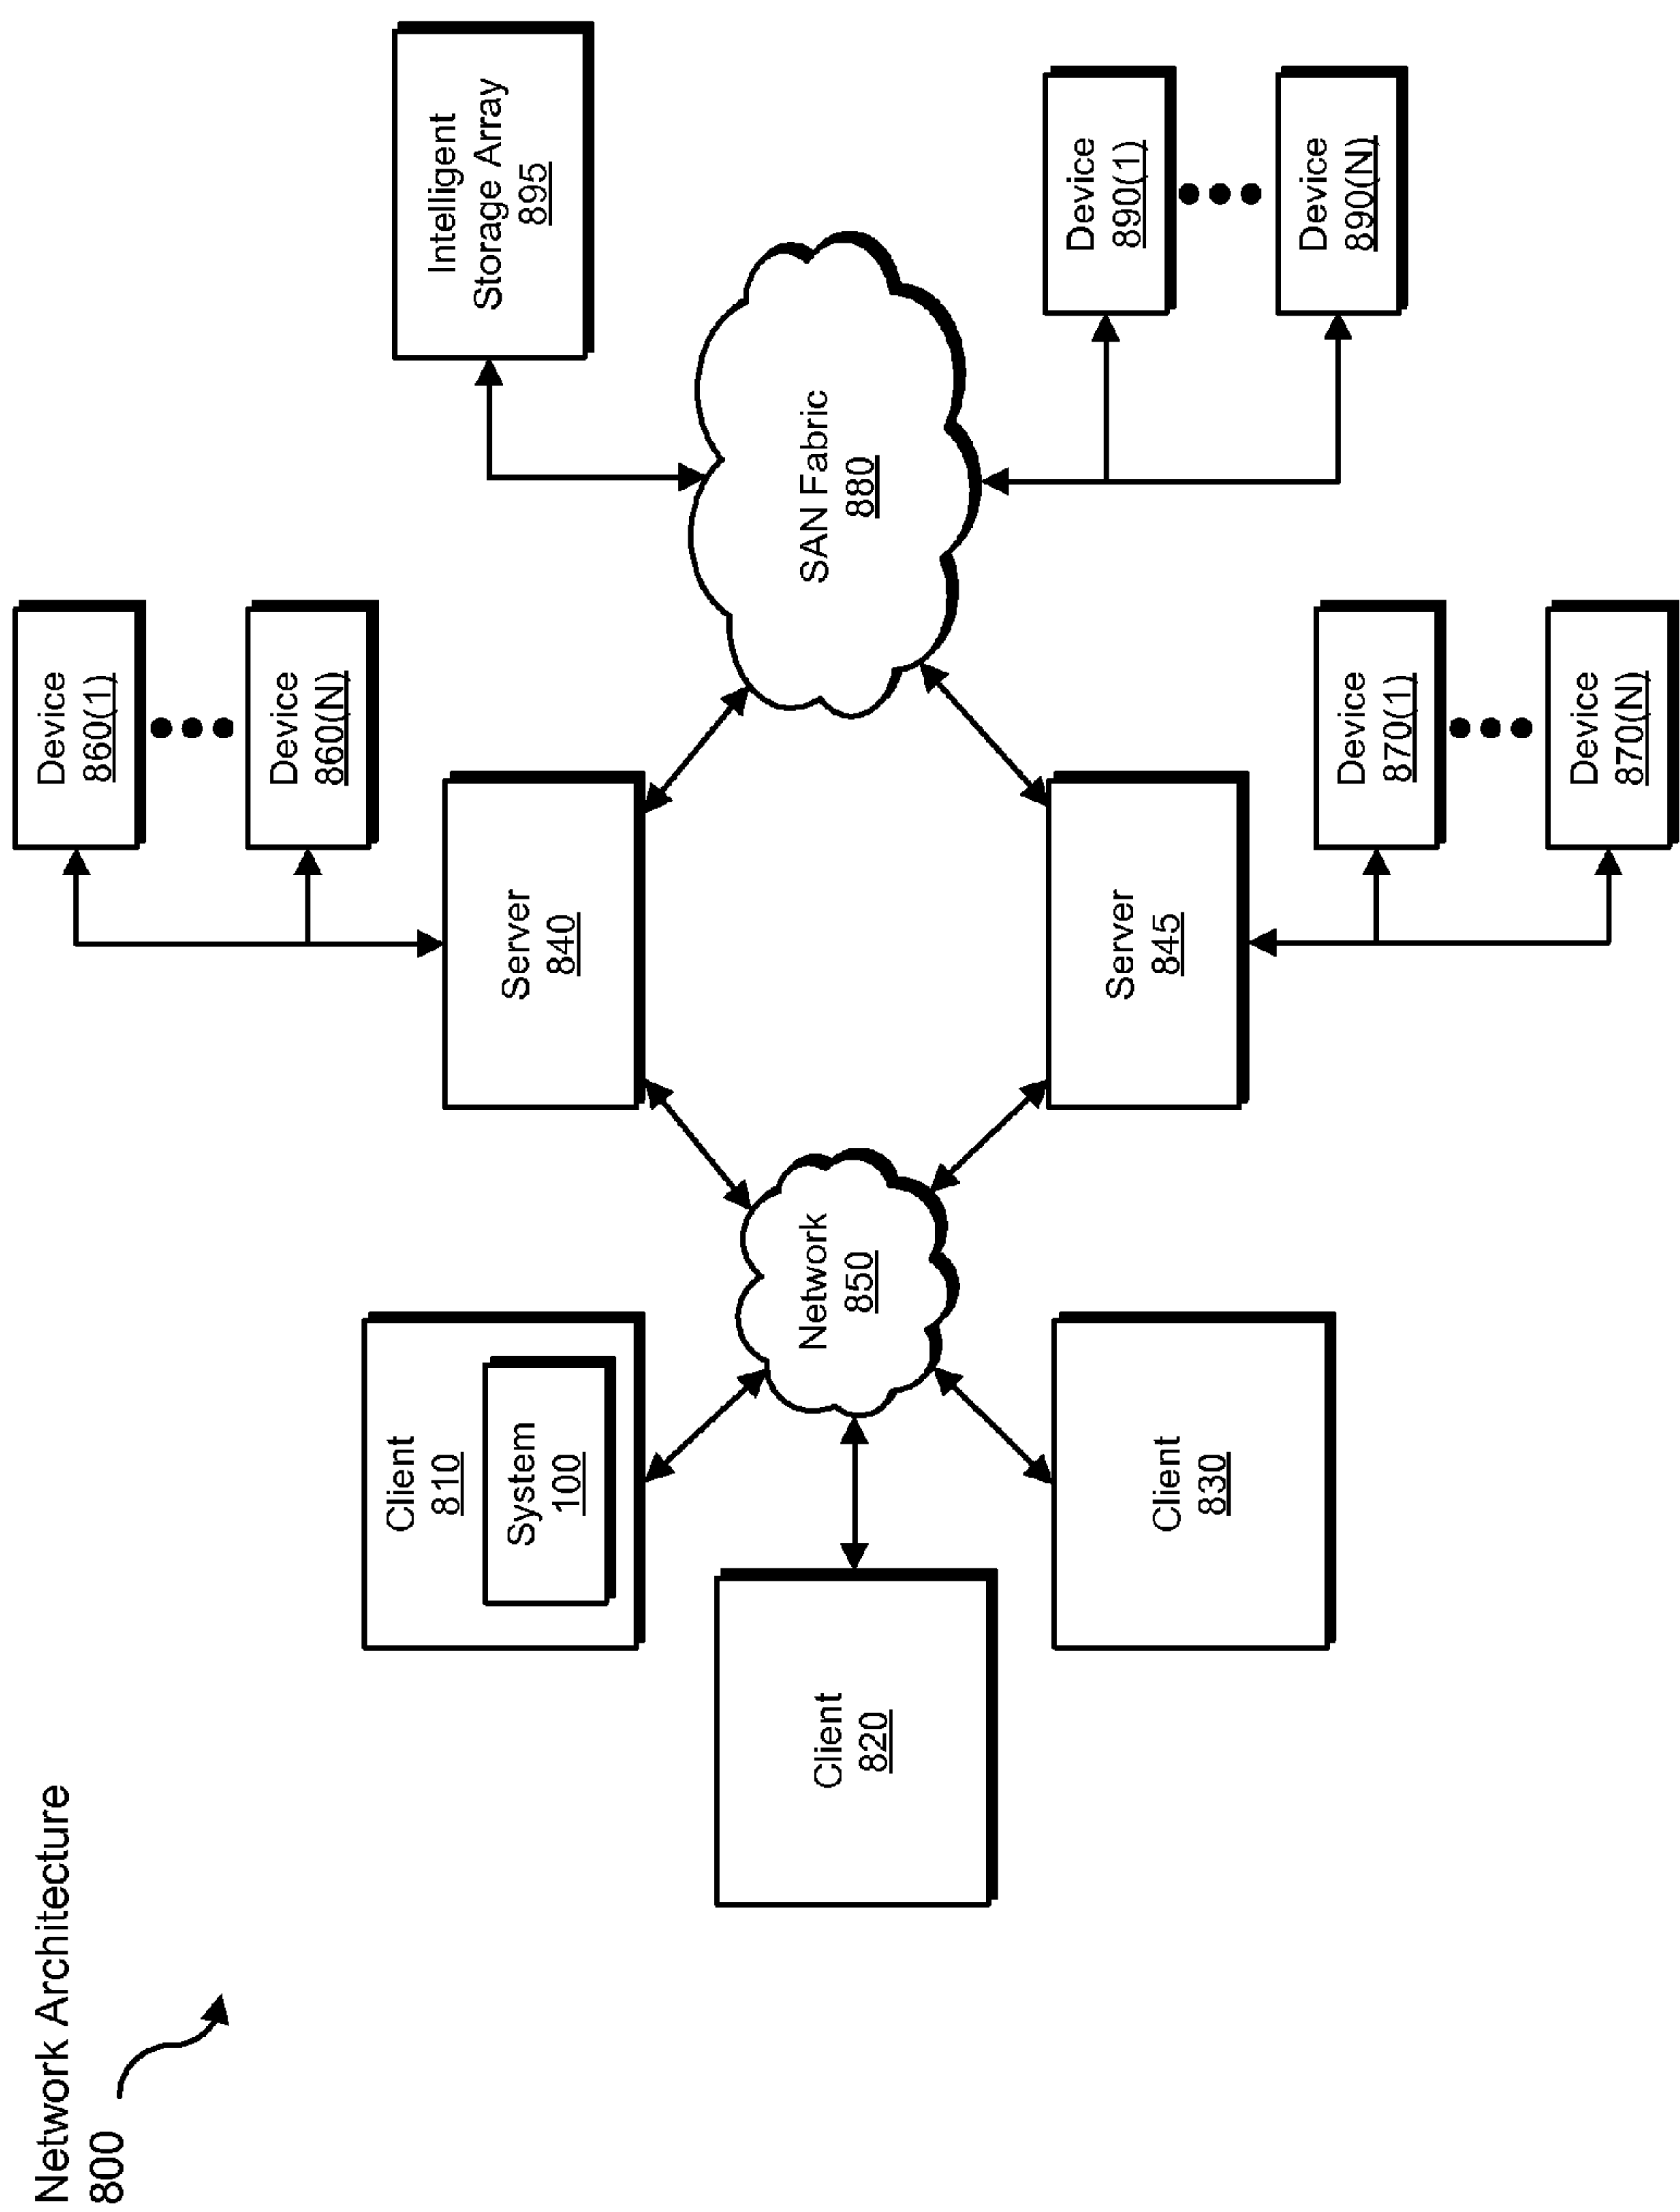 Network Architecture
800
Client
810
System
100
Client
820
Client
830
Network
850
Server
840
Server
845
Device
860(1)
Device
860(N)
Device
870(1)
Device
870(N)
SAN Fabric
880
Intelligent
Storage Array
895
Device
890(1)
Device
890(N)